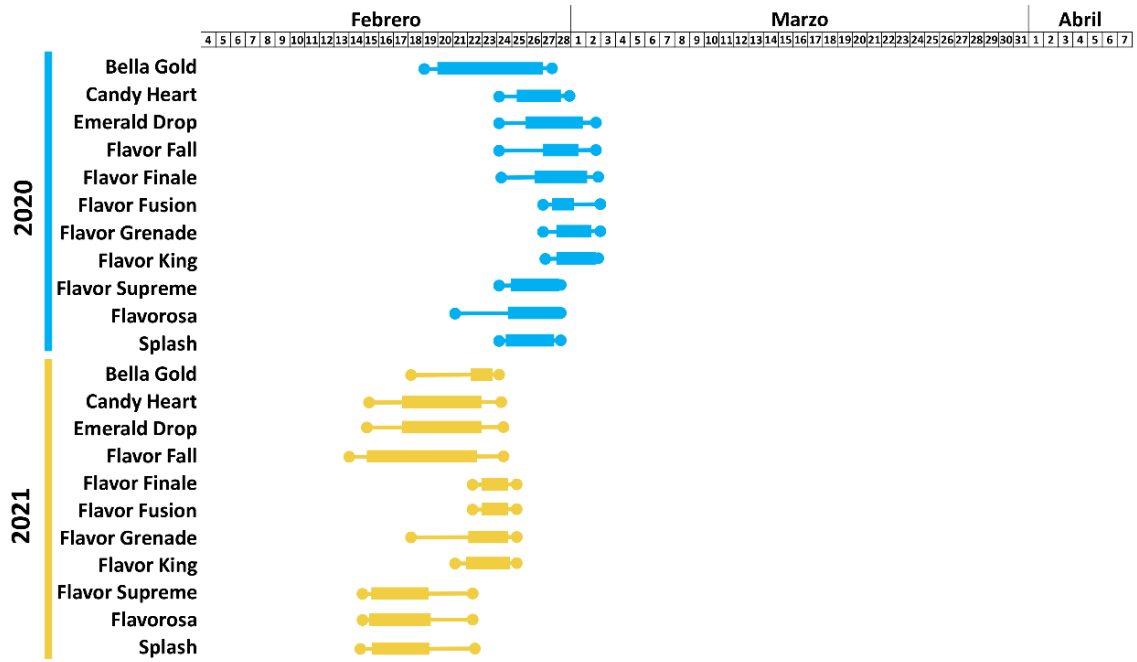 Febrero Marzo Abril
4 5 6 7 8 9 10 11 12 13 14 15 16 17 18 19 20 21 22 23 24 25 26 27 28 1 2 3 4 5 6 7 8 9 10 11 12 13 14 15 16 17 18 19 20 21 22 23 24 25 26 27 28 29 30 31 1 2 3 4 5 6 7
2020
Bella Gold
Candy Heart
Emerald Drop
Flavor Fall
Flavor Finale
Flavor Fusion
Flavor Grenade
Flavor King
Flavor Supreme
Flavorosa
Splash
2021
Bella Gold
Candy Heart
Emerald Drop
Flavor Fall
Flavor Finale
Flavor Fusion
Flavor Grenade
Flavor King
Flavor Supreme
Flavorosa
Splash